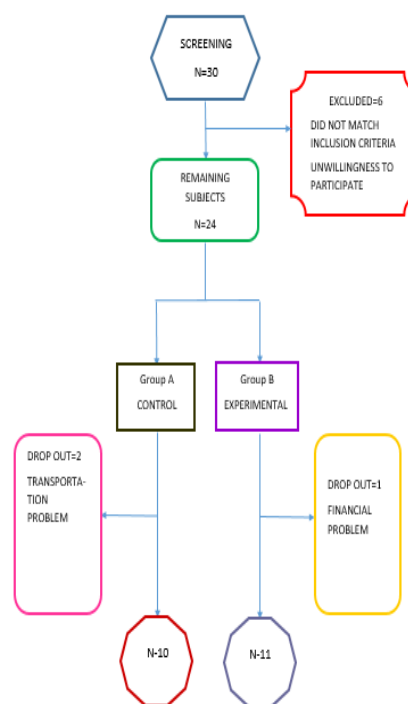 SCREENING
N=30
EXCLUDED=6
DID NOT MATCH
INCLUSION CRITERIA
UNWILLINGNESS TO
PARTICIPATE
REMAINING
SUBJECTS
N=24
Group A
CONTROL
Group B
EXPERIMENTAL
DROP OUT=2
TRANSPORTA-
TION
PROBLEM
DROP OUT=1
FINANCIAL
PROBLEM
N-10
N-11